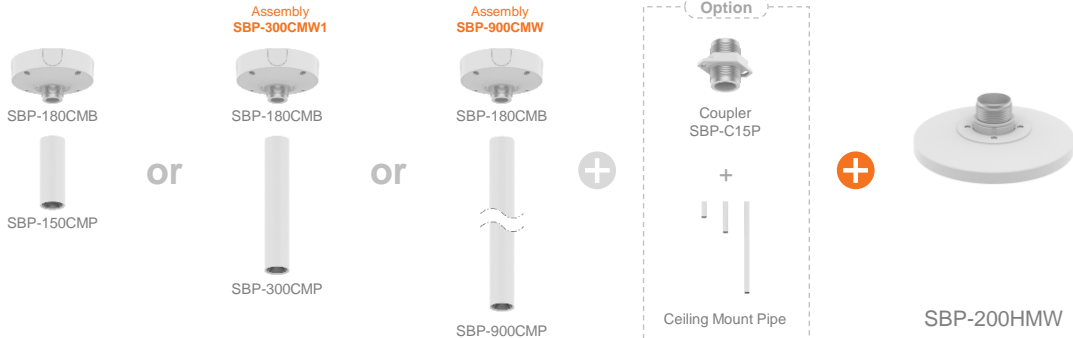 Assembly
SBP-300CMW1
Assembly
SBP-900CMW
Option
SBP-180CMB
SBP-180CMB
SBP-180CMB
Coupler
SBP-C15P
or
or
+
SBP-150CMP
SBP-300CMP
SBP-900CMP
Ceiling Mount Pipe
SBP-200HMW